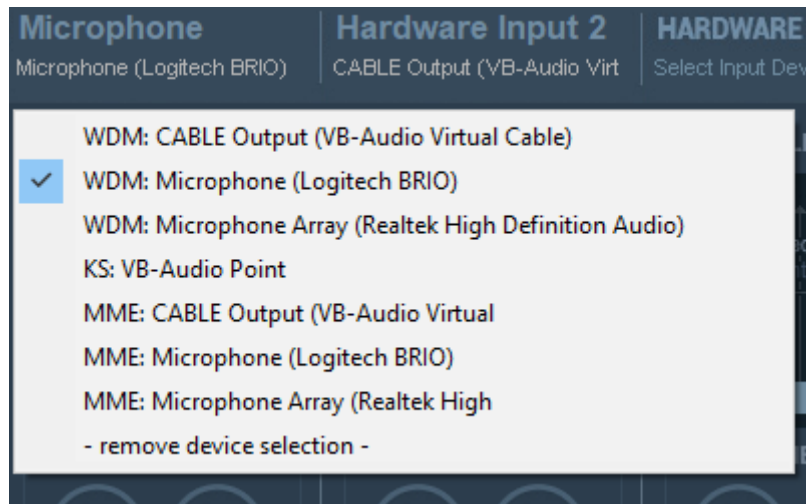 Microphone
Hardware Input 2
HARDWARE
Microphone (Logitech BRIO)
CABLE Output (VB-Audio Virt
Select Input Dev
WDM: CABLE Output (VB-Audio Virtual Cable)
WDM: Microphone (Logitech BRIO)
WDM: Microphone Array (Realtek High Definition Audio)
KS: VB-Audio Point
MME: CABLE Output (VB-Audio Virtual
MME: Microphone (Logitech BRIO)
MME: Microphone Array (Realtek High
- remove device selection -